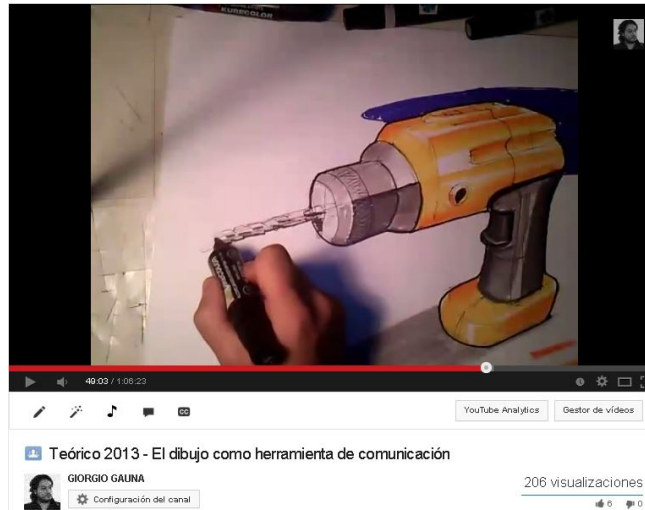 KURECOLOR
49:03 / 1:06:23
CC
YouTube Analytics
Gestor de vídeos
Teórico 2013 - El dibujo como herramienta de comunicación
GIORGIO GAUNA
Configuración del canal
206 visualizaciones
6 0